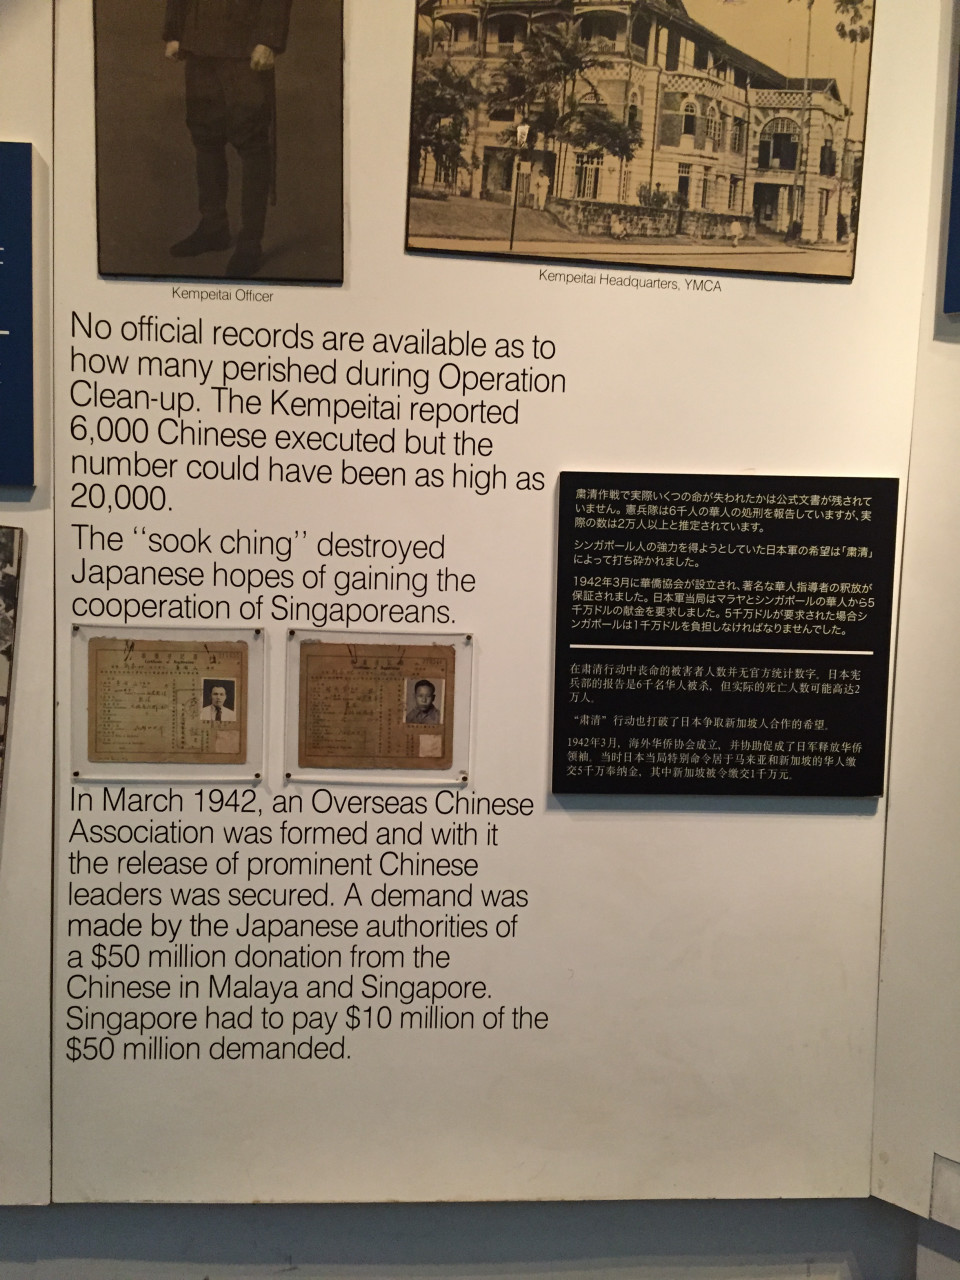 Kempeitai Officer
Kempeitai Headquarters, YMCA
No official records are available as to
how many perished during Operation
Clean-up. The Kempeitai reported
6,000 Chinese executed but the
number could have been as high as
20,000.
The “sook ching” destroyed
Japanese hopes of gaining the
cooperation of Singaporeans.
In March 1942, an Overseas Chinese
Association was formed and with it
the release of prominent Chinese
leaders was secured. A demand was
made by the Japanese authorities of
a $50 million donation from the
Chinese in Malaya and Singapore.
Singapore had to pay $10 million of the
$50 million demanded.
粛清作戦で実際いくつの命が失われたかは公式文書が残されて
いません。憲兵隊は6千人の華人の処刑を報告していますが、実
際の数は2万人以上と推定されています。
シンガポール人の強力を得ようとしていた日本軍の希望は「粛清」
によって打ち砕かれました。
1942年3月に華僑協会が設立され、著名な華人指導者の釈放が
保証されました。日本軍当局はマラヤとシンガポールの華人から5
千万ドルの献金を要求しました。5千万ドルが要求された場合シ
ンガポールは1千万ドルを負担しなければなりませんでした。
在肃清行动中丧命的被害者人数并无官方统计数字。日本宪
兵部的报告是6千名华人被杀，但实际的死亡人数可能高达2
万人。
“肃清”行动也打破了日本争取新加坡人合作的希望。
1942年3月，海外华侨协会成立，并协助促成了日军释放华侨
领袖。当时日本当局特别命令居于马来亚和新加坡的华人缴
交5千万奉纳金，其中新加坡被令缴交1千万元。